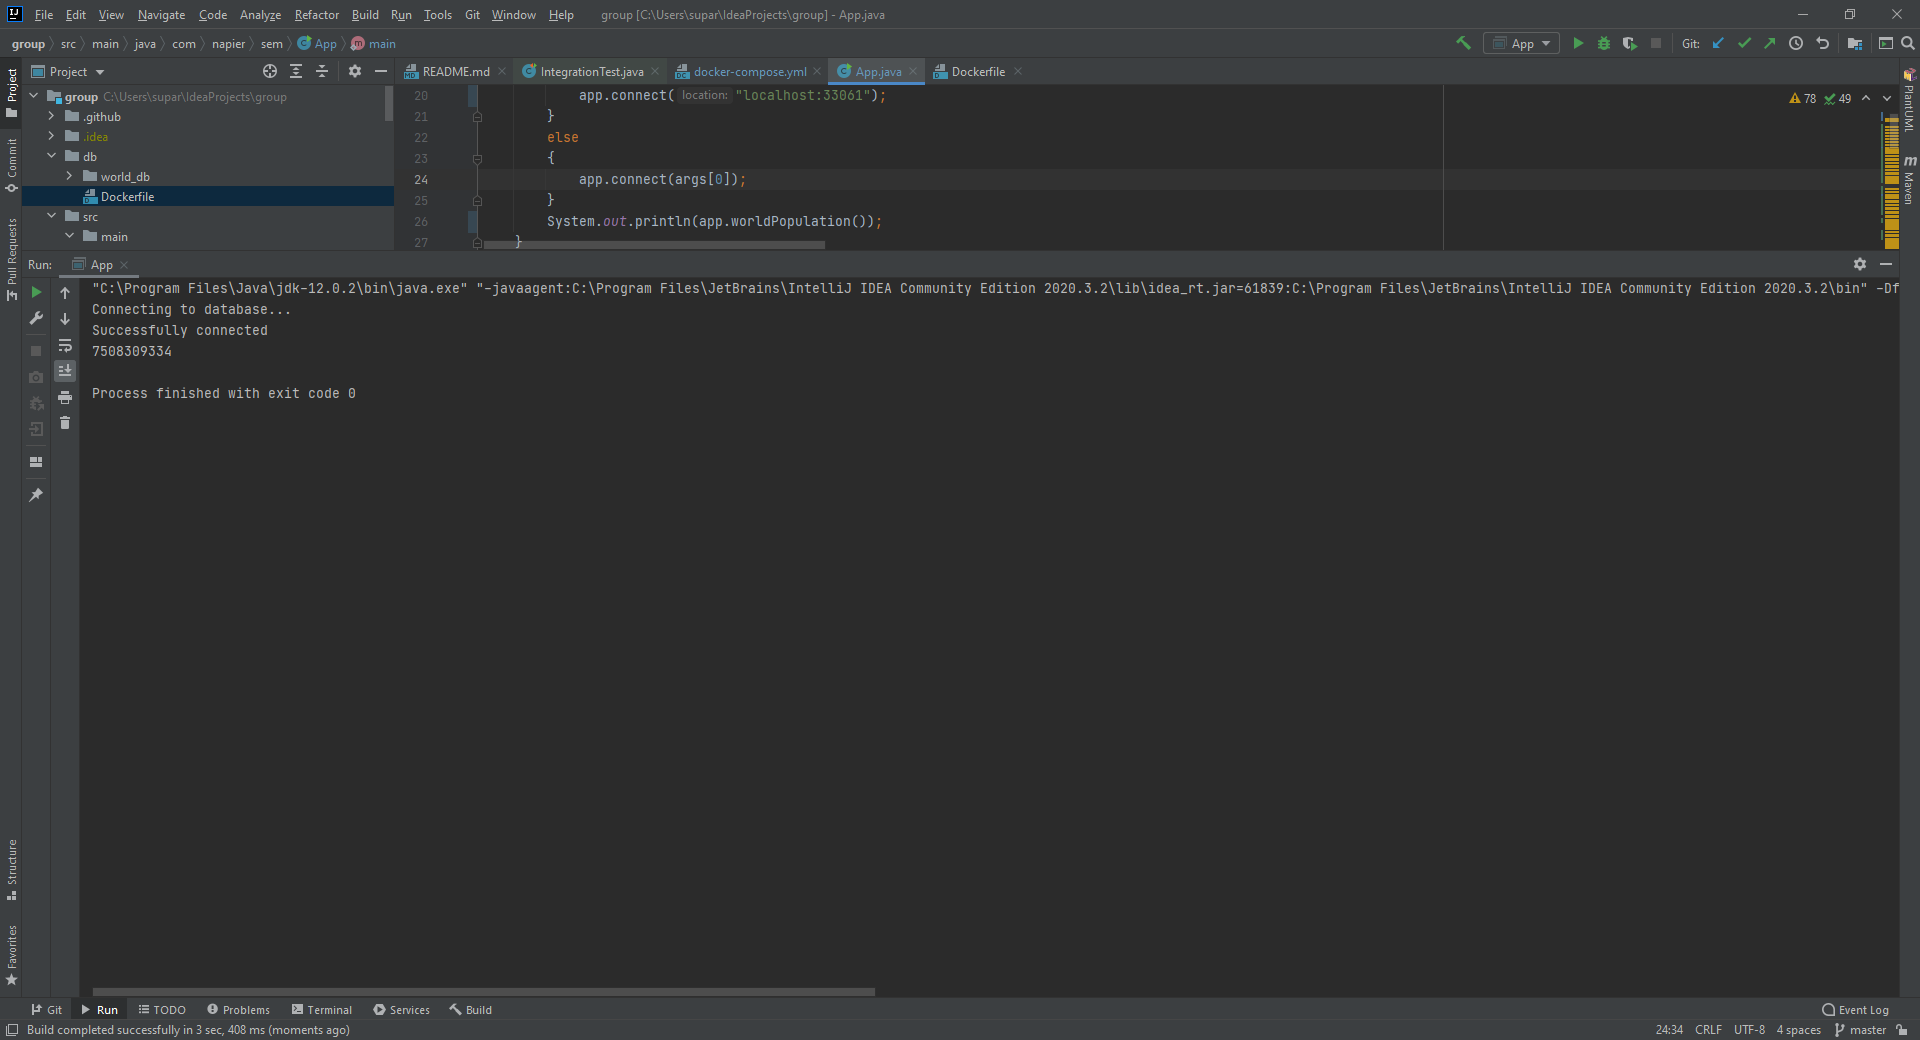 File Edit View Navigate Code Analyze Refactor Build Run Tools Git Window Help group [C:\Users\supar\IdeaProjects\group] - App.java
group src main java com napier sem App main App Git:
Project README.md IntegrationTest.java docker-compose.yml App.java Dockerfile
Project
Commit
Pull Requests
group C:\Users\supar\IdeaProjects\group
.github
.idea
db
world_db
Dockerfile
src
main
20 app.connect( location: "localhost:33061");
21 }
22 else
23 {
24 app.connect(args[0]);
25 }
26 System.out.println(app.worldPopulation());
27 }
78 49
PlantUML
Maven
Run: App
"C:\Program Files\Java\jdk-12.0.2\bin\java.exe" "-javaagent:C:\Program Files\JetBrains\IntelliJ IDEA Community Edition 2020.3.2\lib\idea_rt.jar=61839:C:\Program Files\JetBrains\IntelliJ IDEA Community Edition 2020.3.2\bin" -Df
Connecting to database...
Successfully connected
7508309334
Process finished with exit code 0
Structure
Favorites
Git Run TODO Problems Terminal Services Build Event Log
Build completed successfully in 3 sec, 408 ms (moments ago) 24:34 CRLF UTF-8 4 spaces master